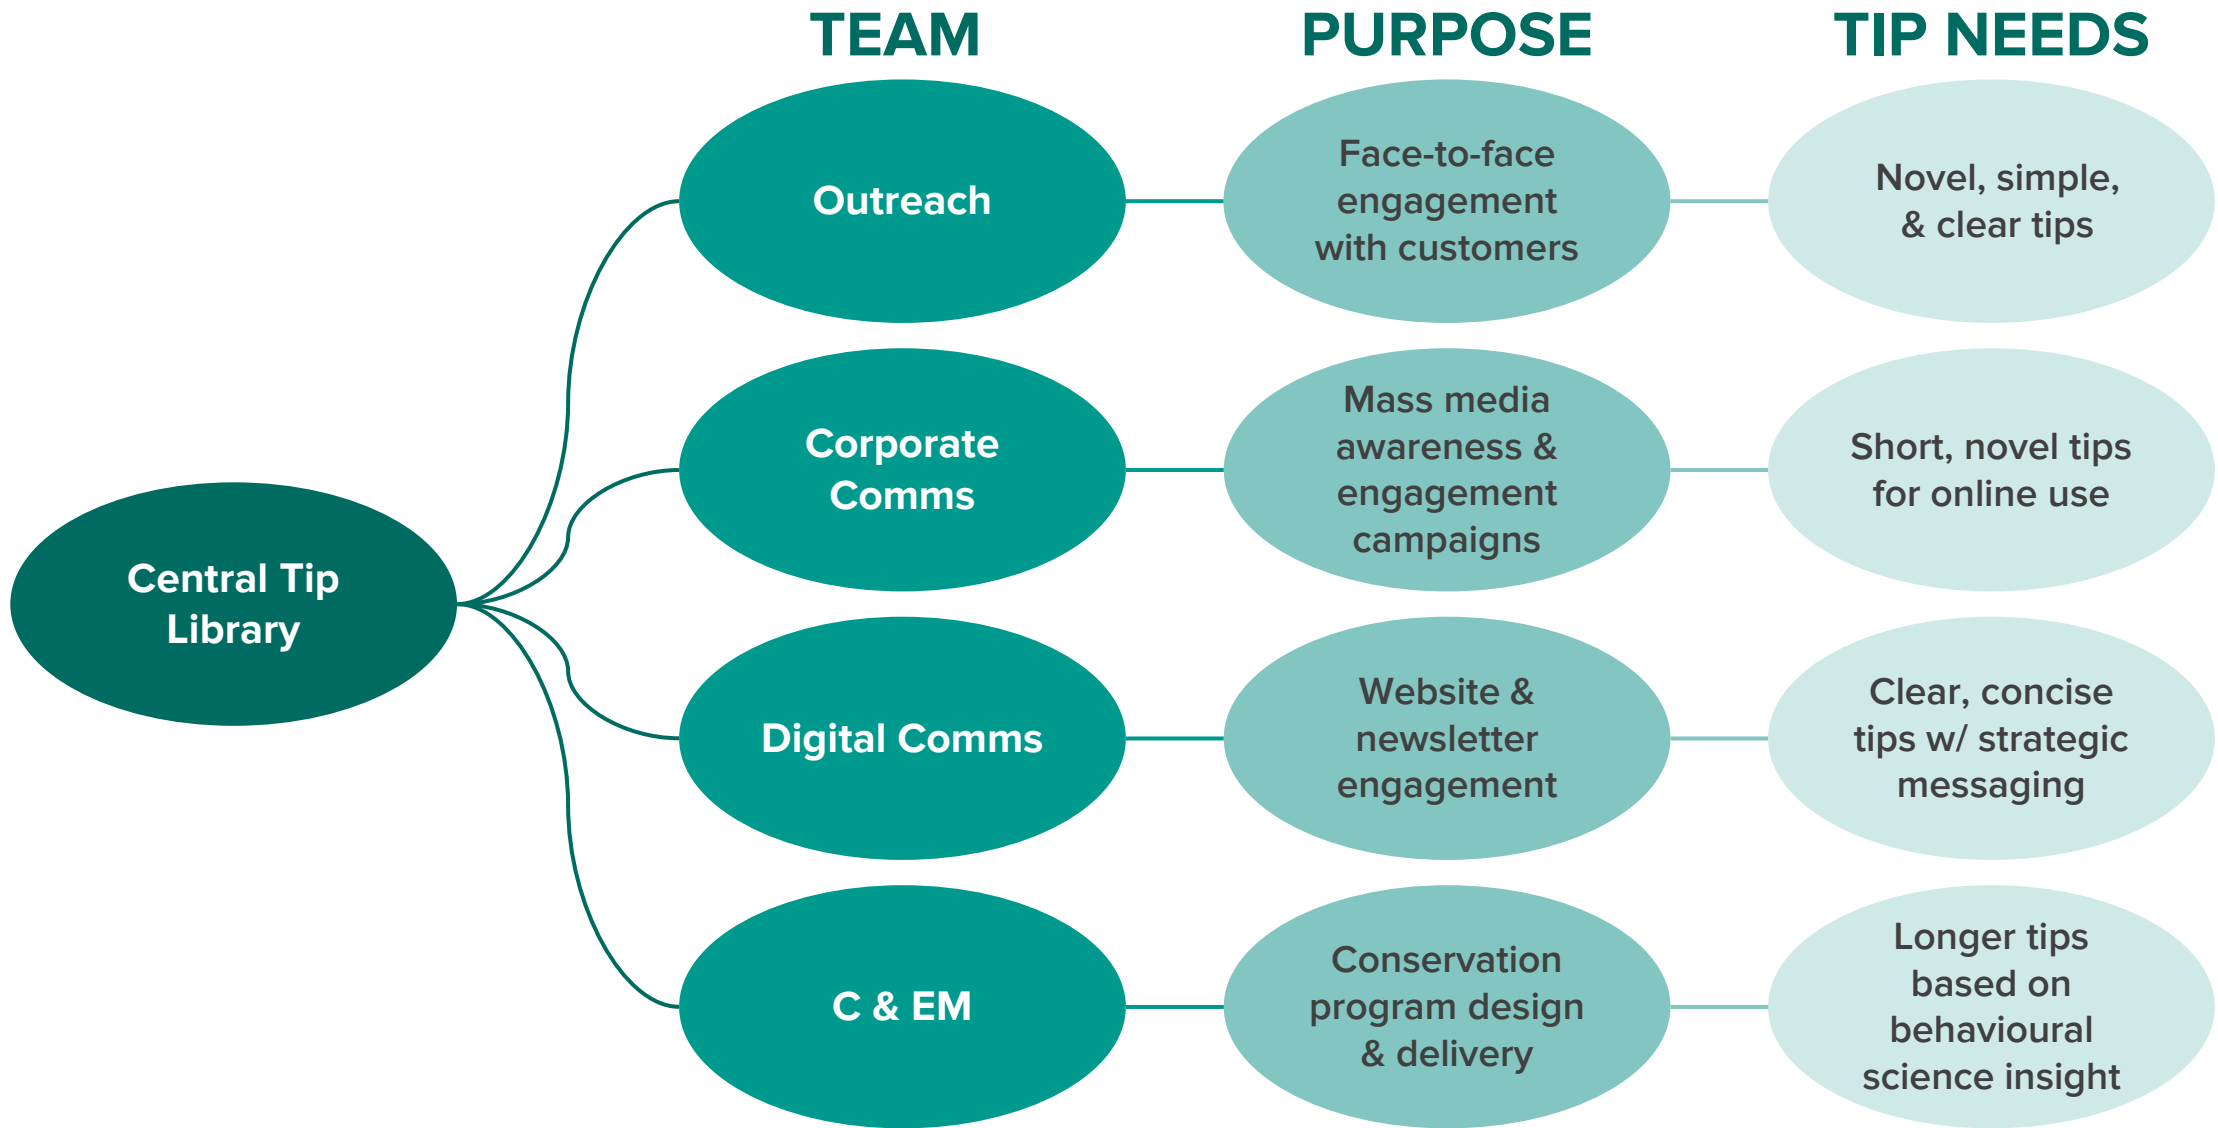 TEAM
PURPOSE
TIP NEEDS
Central Tip
Library
Outreach
Face-to-face
engagement
with customers
Novel, simple,
& clear tips
Corporate
Comms
Mass media
awareness &
engagement
campaigns
Short, novel tips
for online use
Digital Comms
Website &
newsletter
engagement
Clear, concise
tips w/ strategic
messaging
C & EM
Conservation
program design
& delivery
Longer tips
based on
behavioural
science insight